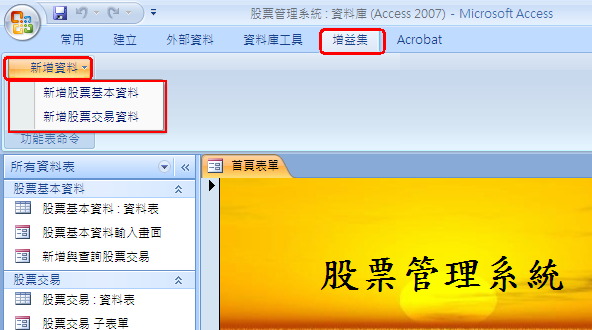 股票管理系統 : 資料庫 (Access 2007) - Microsoft Access
常用 建立 外部資料 資料庫工具 增益集 Acrobat
新增資料
新增股票基本資料
新增股票交易資料
功能表命令
所有資料表
首頁表單
股票基本資料
股票基本資料 : 資料表
股票基本資料輸入畫面
新增與查詢股票交易
股票交易
股票交易 : 資料表
股票交易 子表單
股票管理系統